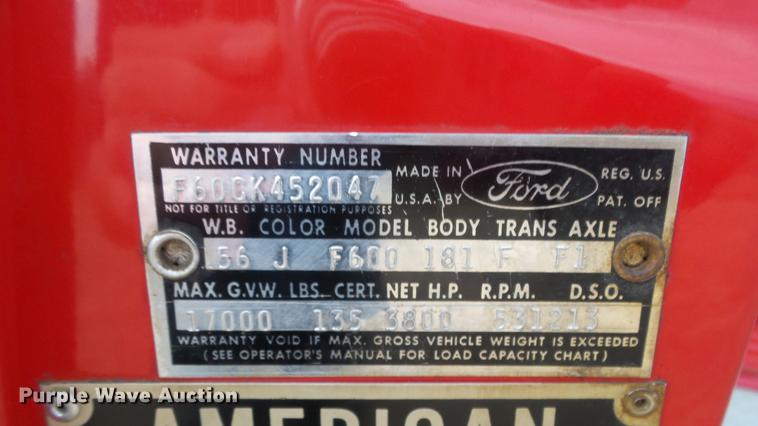 WARRANTY NUMBER
MADE IN
U.S.A. BY
Ford
REG. U.S.
PAT. OFF
F60CK452047
NOT FOR TITLE OR REGISTRATION PURPOSES
W.B. COLOR MODEL BODY TRANS AXLE
56 J F600 181 F F1
MAX. G.V.W. LBS. CERT. NET H.P. R.P.M. D.S.O.
17000 135 3800 531213
WARRANTY VOID IF MAX. GROSS VEHICLE WEIGHT IS EXCEEDED
(SEE OPERATOR'S MANUAL FOR LOAD CAPACITY CHART)
AMERICAN
Purple Wave Auction